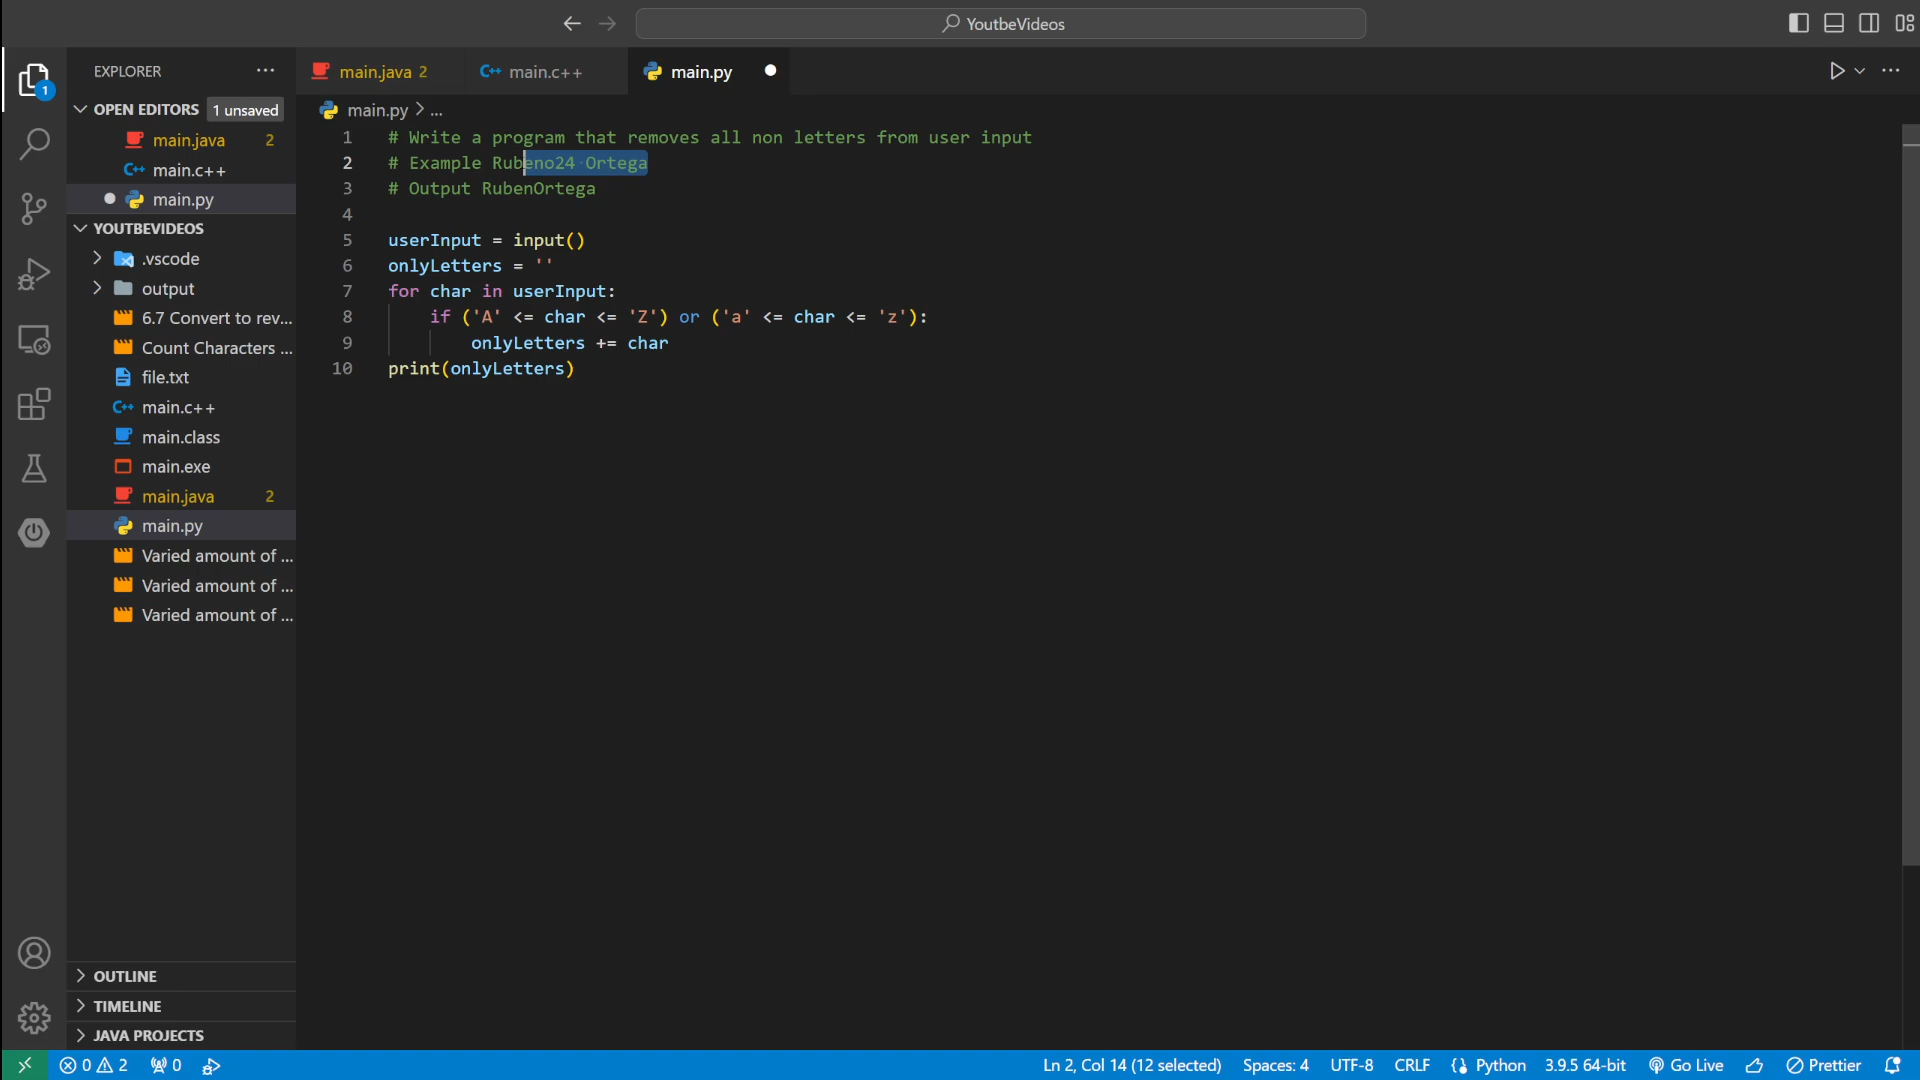 YoutbeVideos
EXPLORER
main.java 2
main.c++
main.py
OPEN EDITORS 1 unsaved
main.py > ...
main.java 2
main.c++
main.py
YOUTBEVIDEOS
.vscode
output
6.7 Convert to rev...
Count Characters ...
file.txt
main.c++
main.class
main.exe
main.java 2
main.py
Varied amount of ...
Varied amount of ...
Varied amount of ...
OUTLINE
TIMELINE
JAVA PROJECTS
1 # Write a program that removes all non letters from user input
2 # Example Rubeno24 Ortega
3 # Output RubenOrtega
4
5 userInput = input()
6 onlyLetters = ''
7 for char in userInput:
8 if ('A' <= char <= 'Z') or ('a' <= char <= 'z'):
9 onlyLetters += char
10 print(onlyLetters)
1
0 2 0 Ln 2, Col 14 (12 selected) Spaces: 4 UTF-8 CRLF Python 3.9.5 64-bit Go Live Prettier